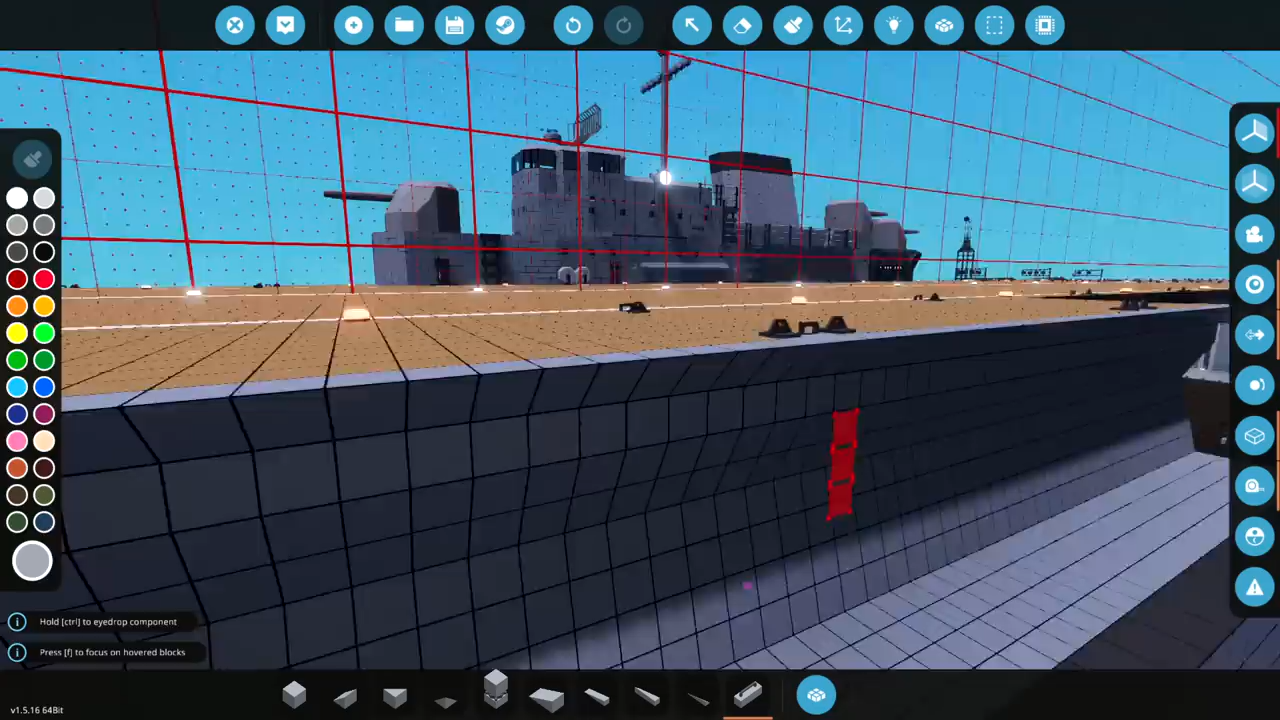 Hold [ctrl] to eyedrop component
Press [f] to focus on hovered blocks
v1.5.16 64Bit